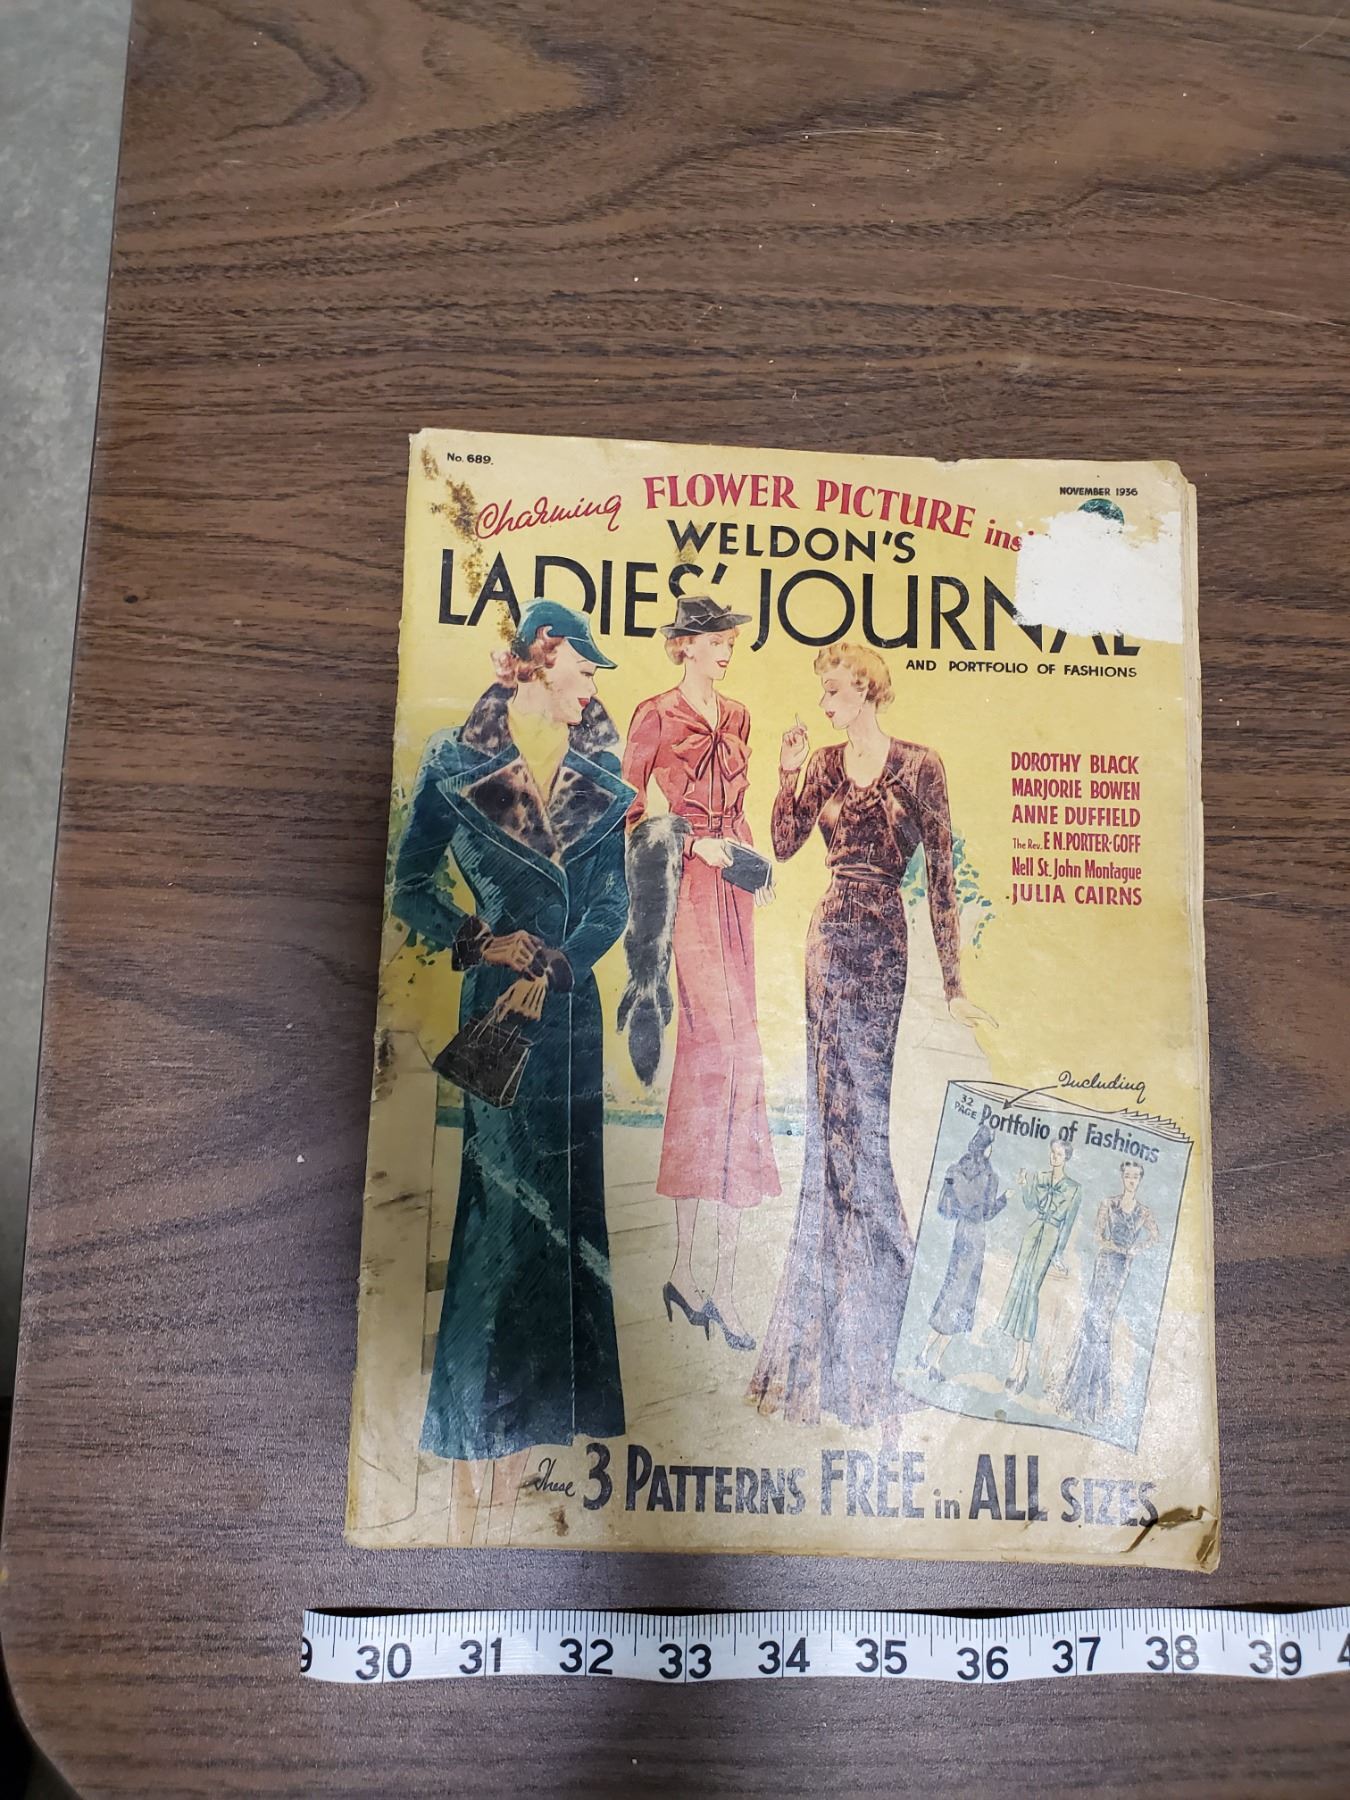 No. 689.
NOVEMBER 1936
Charming FLOWER PICTURE
WELDON'S
LADIES' JOURNAL
AND PORTFOLIO OF FASHIONS
DOROTHY BLACK
MARJORIE BOWEN
ANNE DUFFIELD
The Rev. E N. PORTER-GOFF
Nell St. John Montague
JULIA CAIRNS
Including
32 PAGE Portfolio of Fashions
These 3 PATTERNS FREE in ALL SIZES
30 31 32 33 34 35 36 37 38 39